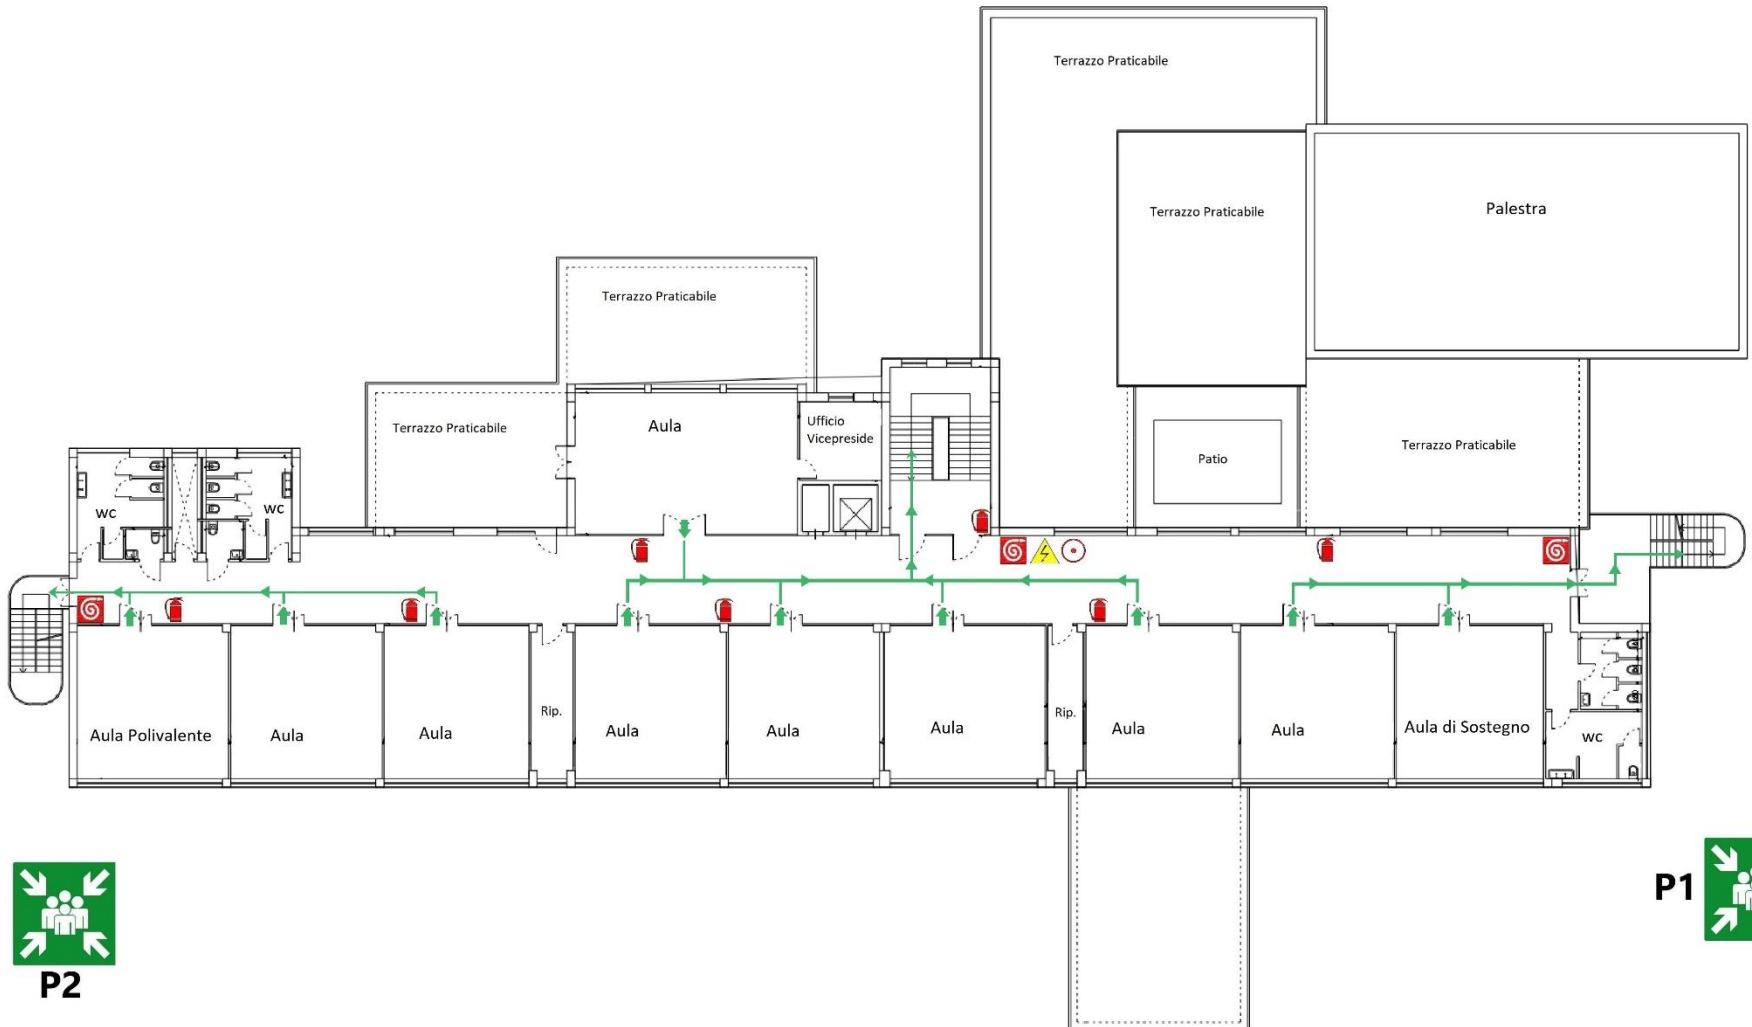 Terrazzo Praticabile
Terrazzo Praticabile
Palestra
Terrazzo Praticabile
Terrazzo Praticabile
Aula
Ufficio
Vicepreside
Patio
Terrazzo Praticabile
wc
wc
Aula Polivalente
Aula
Aula
Rip.
Aula
Aula
Aula
Rip.
Aula
Aula
Aula di Sostegno
wc
P2
P1